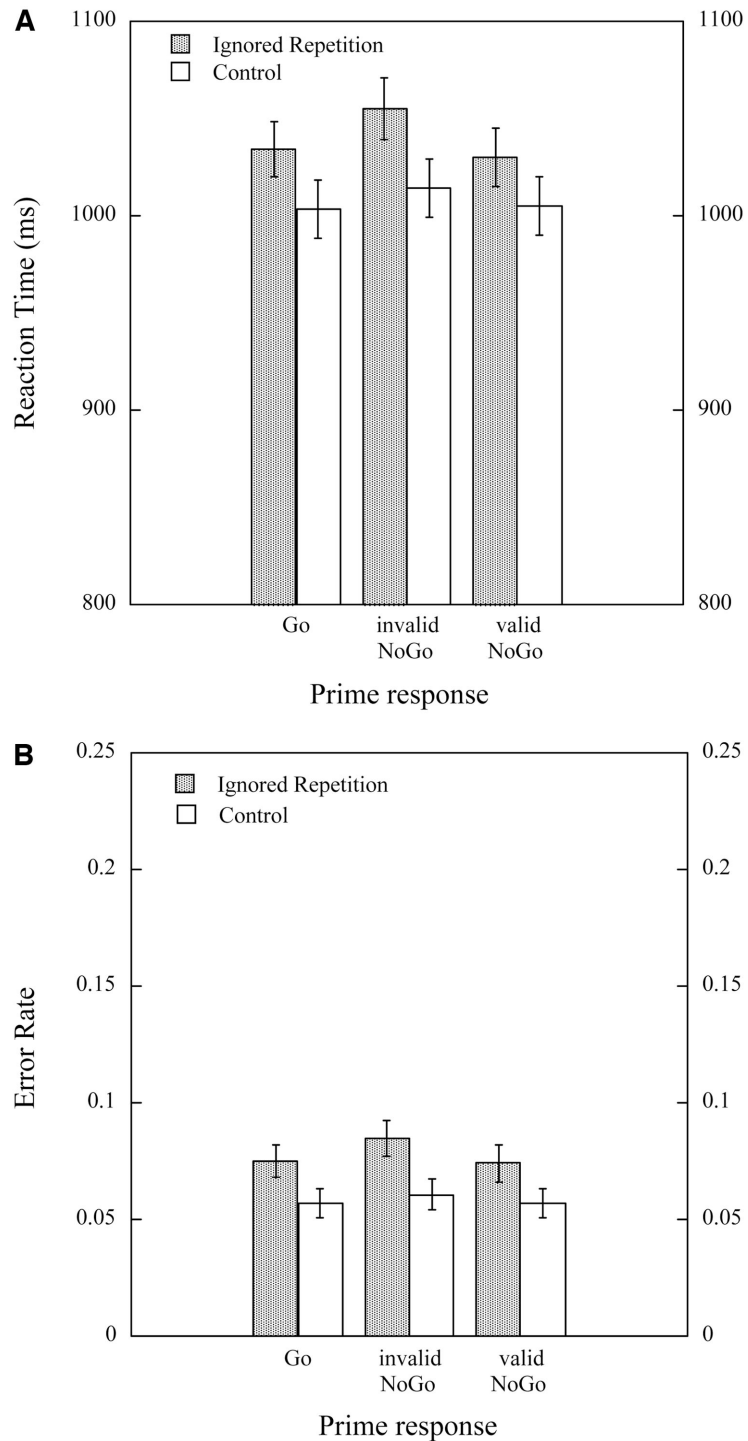 A
1100 1100
Ignored Repetition
Control
1000 1000
Reaction Time (ms)
900 900
800 800
Go invalid valid
NoGo NoGo
Prime response
B
0.25 0.25
Ignored Repetition
Control
0.2 0.2
0.15 0.15
Error Rate
0.1 0.1
0.05 0.05
0 0
Go invalid valid
NoGo NoGo
Prime response